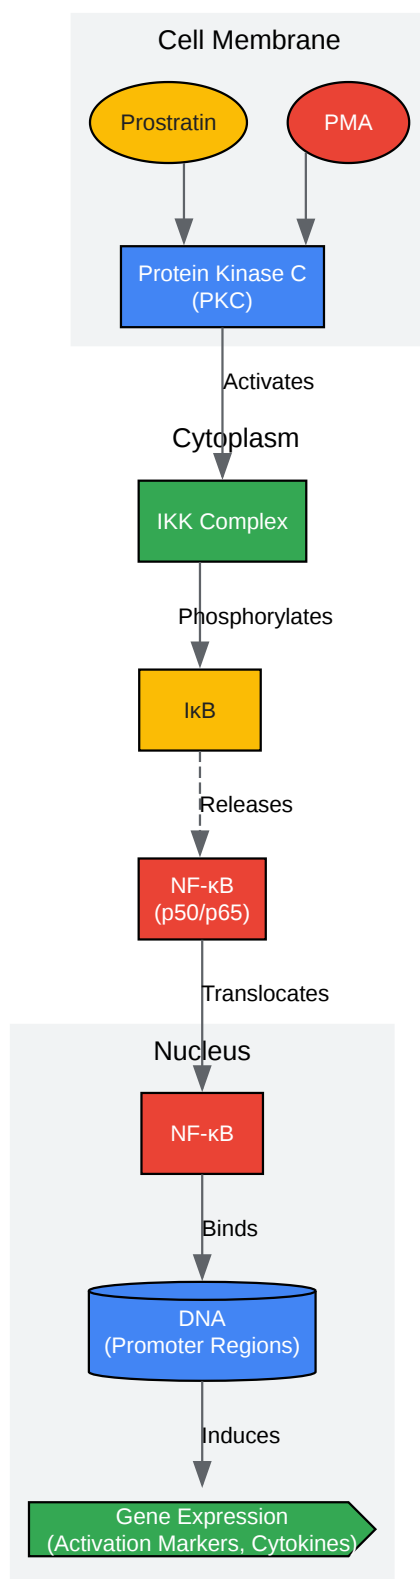 Cell Membrane
Prostratin
PMA
Protein Kinase C
(PKC)
Activates
Cytoplasm
IKK Complex
Phosphorylates
IκB
Releases
NF-κB
(p50/p65)
Translocates
Nucleus
NF-κB
Binds
DNA
(Promoter Regions)
Induces
Gene Expression
(Activation Markers, Cytokines)